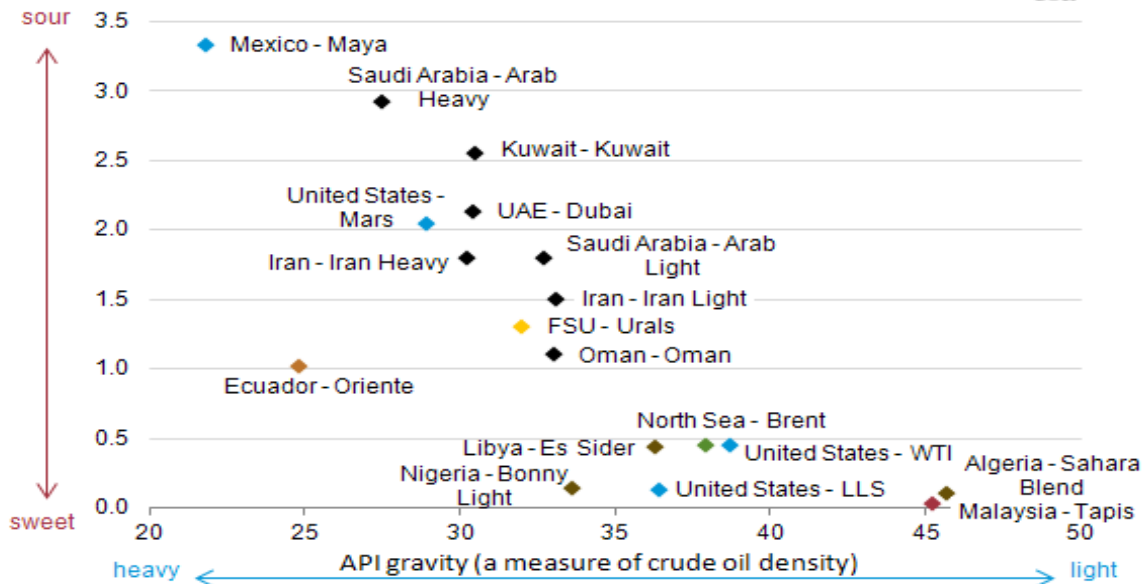 sour
3.5
Mexico - Maya
Saudi Arabia - Arab
Heavy
3.0
2.5
Kuwait - Kuwait
United States -
Mars
UAE - Dubai
2.0
Saudi Arabia - Arab
Light
Iran - Iran Heavy
1.5
Iran - Iran Light
FSU - Urals
Oman - Oman
1.0
Ecuador - Oriente
North Sea - Brent
0.5
Libya - Es Sider
United States - WTI
Nigeria - Bonny
Light
United States - LLS
Algeria - Sahara
Blend
Malaysia - Tapis
0.0
sweet
20
25
30
35
40
45
50
heavy
API gravity (a measure of crude oil density)
light